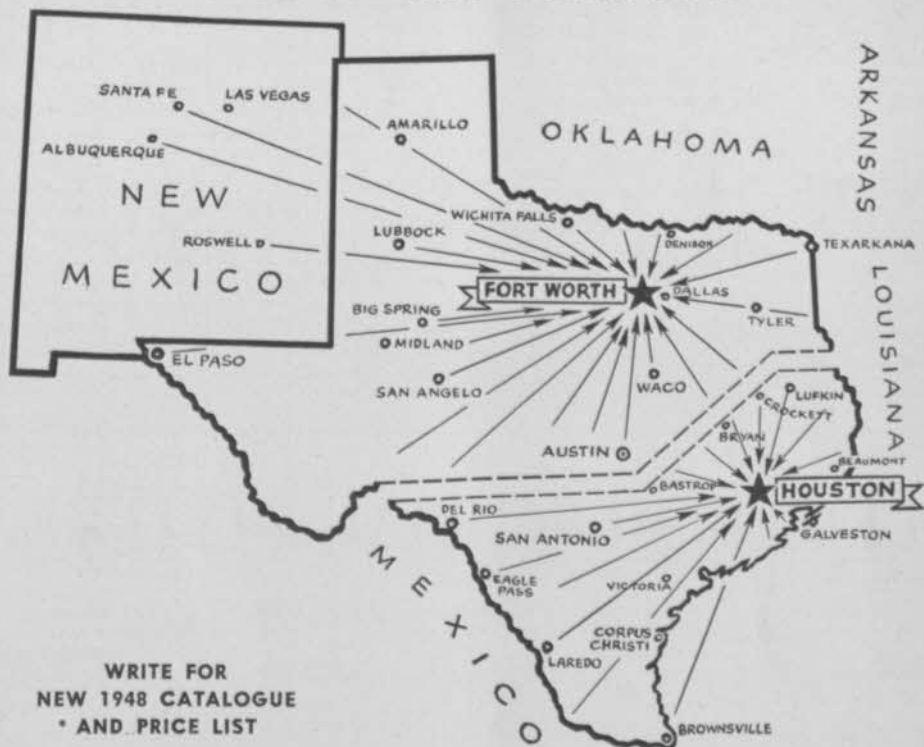 SANTA FE
LAS VEGAS
ALBUQUERQUE
NEW
MEXICO
ROSWELL
AMARILLO
LUBBOCK
OKLAHOMA
ARKANSAS
WICHITA FALLS
DENISON
TEXARKANA
LOUISIANA
FORT WORTH
DALLAS
TYLER
BIG SPRING
MIDLAND
EL PASO
SAN ANGELO
WACO
LUFKIN
CROCKETT
BRYAN
AUSTIN
BEAUMONT
BASTROP
HOUSTON
DEL RIO
SAN ANTONIO
GALVESTON
MEXICO
EAGLE
PASS
VICTORIA
CORPUS
CHRISTI
LAREDO
BROWNSVILLE
WRITE FOR
NEW 1948 CATALOGUE
* AND PRICE LIST